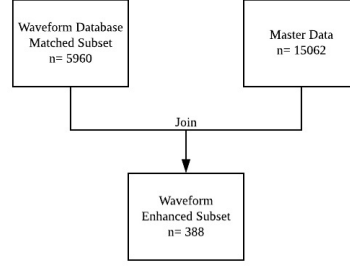 Waveform Database
Matched Subset
n= 5960
Master Data
n= 15062
Join
Waveform
Enhanced Subset
n= 388